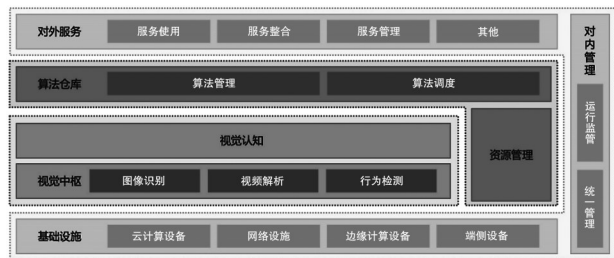 对外服务 服务使用 服务整合 服务管理 其他
算法仓库 算法管理 算法调度
视觉认知
视觉中枢 图像识别 视频解析 行为检测
资源管理
基础设施 云计算设备 网络设施 边缘计算设备 端侧设备
对内管理
运行监管
统一管理